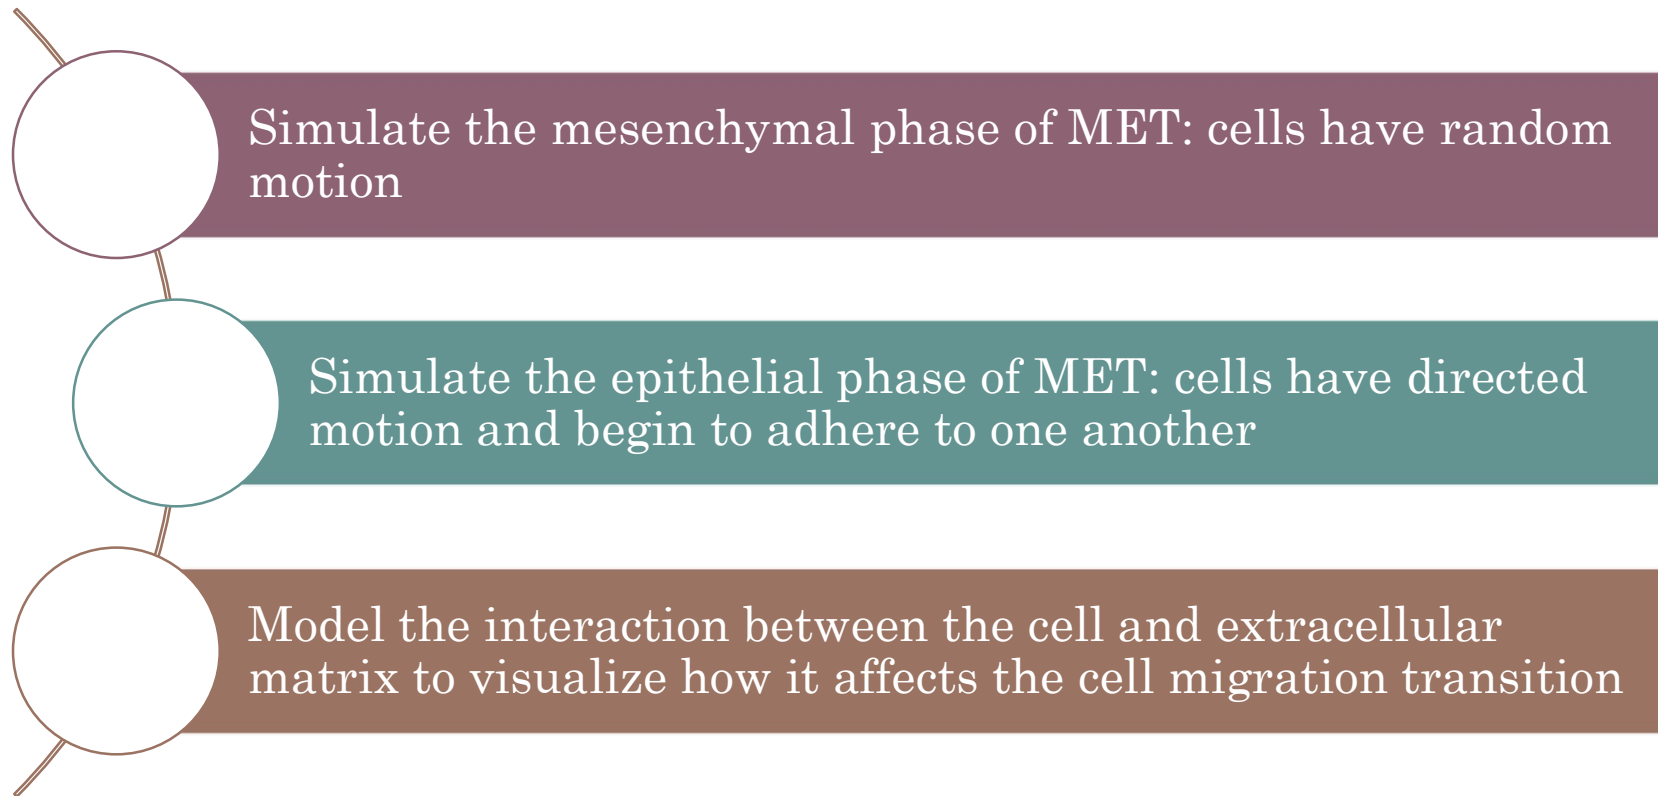 Simulate the mesenchymal phase of MET: cells have random
motion
Simulate the epithelial phase of MET: cells have directed
motion and begin to adhere to one another
Model the interaction between the cell and extracellular
matrix to visualize how it affects the cell migration transition